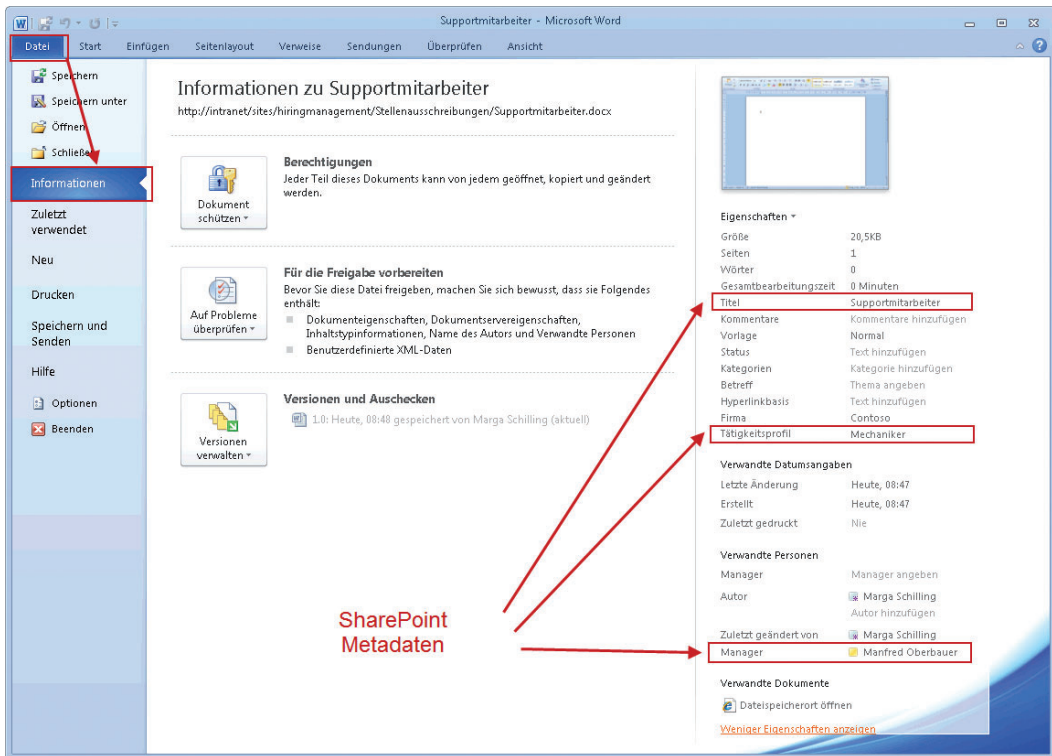 Supportmitarbeiter - Microsoft Word
Datei Start Einfügen Seitenlayout Verweise Sendungen Überprüfen Ansicht
Speichern
Speichern unter
Öffnen
Schließen
Informationen
Zuletzt
verwendet
Neu
Drucken
Speichern und
Senden
Hilfe
Optionen
Beenden
Informationen zu Supportmitarbeiter
http://intranet/sites/hiringmanagement/Stellenausschreibungen/Supportmitarbeiter.docx
Dokument
schützen
Berechtigungen
Jeder Teil dieses Dokuments kann von jedem geöffnet, kopiert und geändert
werden.
Auf Probleme
überprüfen
Für die Freigabe vorbereiten
Bevor Sie diese Datei freigeben, machen Sie sich bewusst, dass sie Folgendes
enthält:
Dokumenteigenschaften, Dokumentservereigenschaften,
Inhaltstypinformationen, Name des Autors und Verwandte Personen
Benutzerdefinierte XML-Daten
Versionen
verwalten
Versionen und Auschecken
1.0: Heute, 08:48 gespeichert von Marga Schilling (aktuell)
SharePoint
Metadaten
Eigenschaften
Größe 20,5KB
Seiten 1
Wörter 0
Gesamtbearbeitungszeit 0 Minuten
Titel Supportmitarbeiter
Kommentare Kommentare hinzufügen
Vorlage Normal
Status Text hinzufügen
Kategorien Kategorie hinzufügen
Betreff Thema angeben
Hyperlinkbasis Text hinzufügen
Firma Contoso
Tätigkeitsprofil Mechaniker
Verwandte Datumsangaben
Letzte Änderung Heute, 08:47
Erstellt Heute, 08:47
Zuletzt gedruckt Nie
Verwandte Personen
Manager Manager angeben
Autor Marga Schilling
Autor hinzufügen
Zuletzt geändert von Marga Schilling
Manager Manfred Oberbauer
Verwandte Dokumente
Dateispeicherort öffnen
Weniger Eigenschaften anzeigen